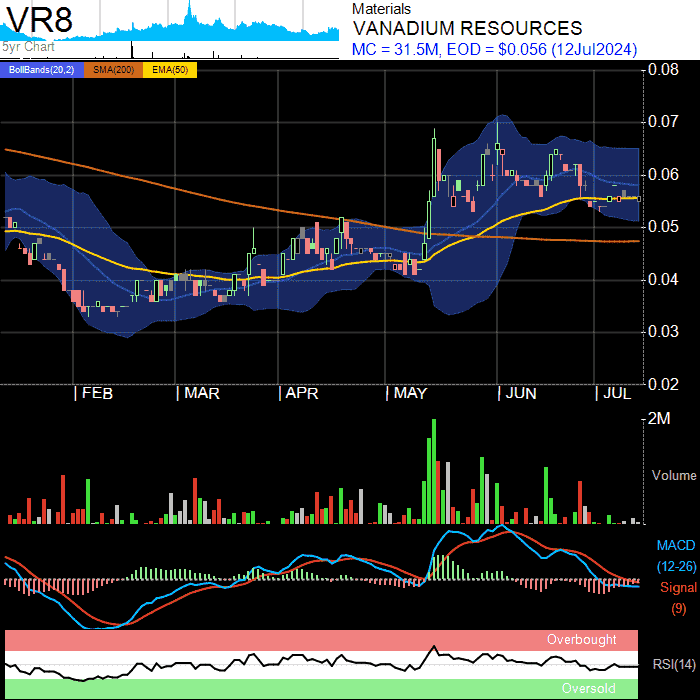 VR8
5yr Chart
Materials
VANADIUM RESOURCES
MC = 31.5M, EOD = $0.056 (12Jul2024)
BollBands(20,2) SMA(200) EMA(50)
0.08
0.07
0.06
0.05
0.04
0.03
0.02
| FEB | MAR | APR | MAY | JUN | JUL
2M
Volume
MACD
(12-26)
Signal
(9)
Overbought
RSI(14)
Oversold